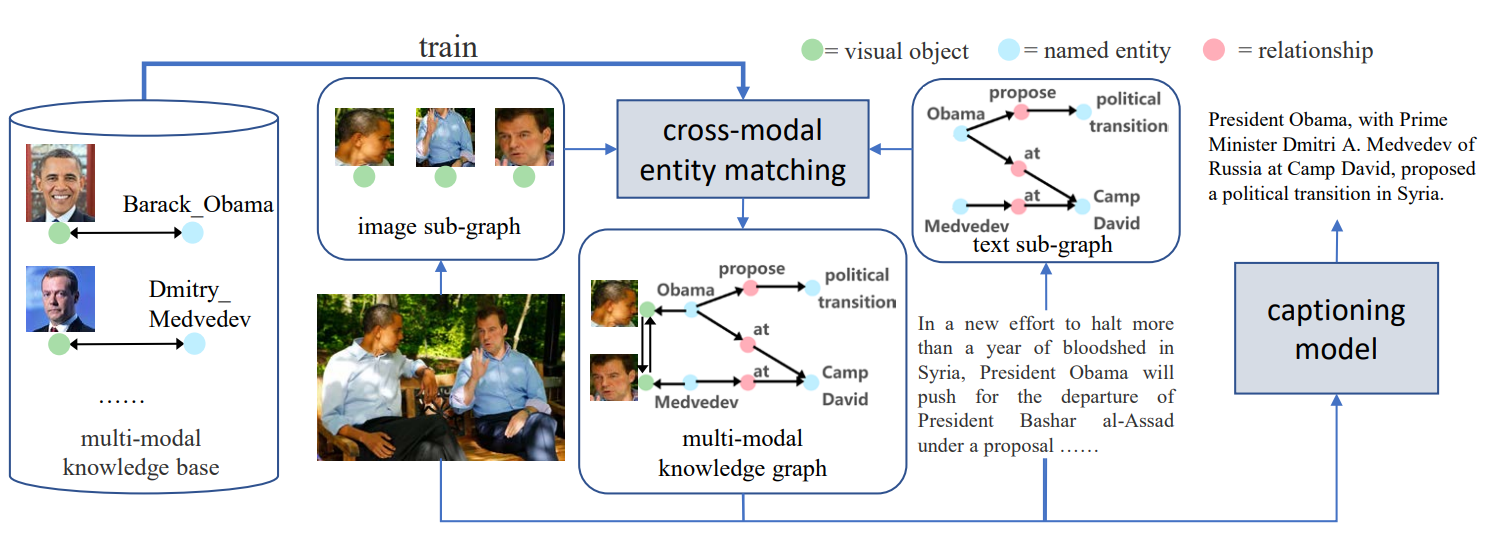 train
= visual object
= named entity
= relationship
Barack_Obama
Dmitry_
Medvedev
......
multi-modal
knowledge base
image sub-graph
cross-modal
entity matching
propose
Obama
political
transition
at
at
Camp
David
Medvedev
text sub-graph
propose
Obama
political
transition
at
at
Camp
David
Medvedev
multi-modal
knowledge graph
In a new effort to halt more
than a year of bloodshed in
Syria, President Obama will
push for the departure of
President Bashar al-Assad
under a proposal ......
President Obama, with Prime
Minister Dmitri A. Medvedev of
Russia at Camp David, proposed
a political transition in Syria.
captioning
model